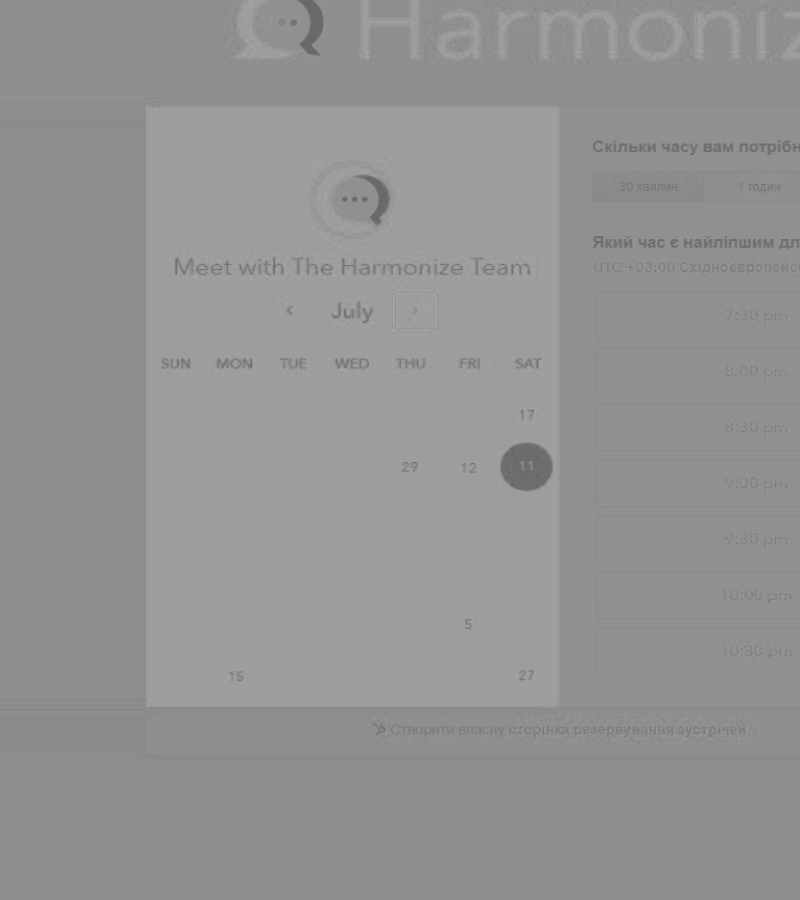 Harmoniz
Meet with The Harmonize Team
July
SUN MON TUE WED THU FRI SAT
17
29 12 11
5
15 27
Скільки часу вам потрібн
30 хвилин 1 годин
Який час є найліпшим дл
UTC +03:00 Східноєвропейсь
7:30 pm
8:00 pm
8:30 pm
9:00 pm
9:30 pm
10:00 pm
10:30 pm
Створити власну сторінка резервування зустрічей